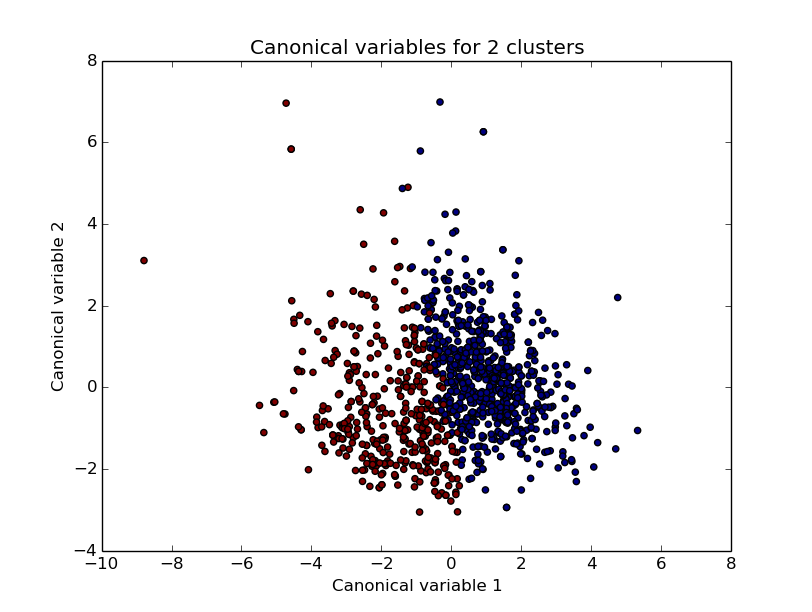 Canonical variables for 2 clusters
8
6
4
2
0
−2
−4
Canonical variable 2
−10 −8 −6 −4 −2 0 2 4 6 8
Canonical variable 1